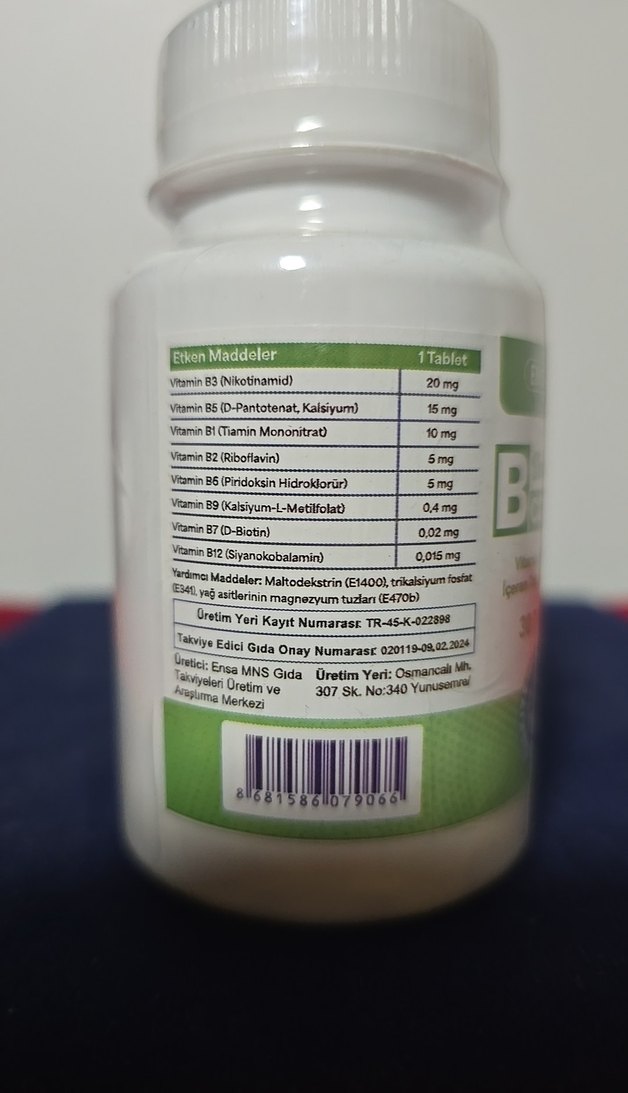 Etken Maddeler 1 Tablet
Vitamin B3 (Nikotinamid) 20 mg
Vitamin B5 (D-Pantotenat, Kalsiyum) 15 mg
Vitamin B1 (Tiamin Mononitrat) 10 mg
Vitamin B2 (Riboflavin) 5 mg
Vitamin B6 (Piridoksin Hidroklorür) 5 mg
Vitamin B9 (Kalsiyum-L-Metilfolat) 0,4 mg
Vitamin B7 (D-Biotin) 0,02 mg
Vitamin B12 (Siyanokobalamin) 0,015 mg
Yardımcı Maddeler: Maltodekstrin (E1400), trikalsiyum fosfat
(E341), yağ asitlerinin magnezyum tuzları (E470b)
Üretim Yeri Kayıt Numarası: TR-45-K-022898
Takviye Edici Gıda Onay Numarası: 020119-09.02.2024
Üretici: Ensa MNS Gıda
Takviyeleri Üretim ve
Araştırma Merkezi
Üretim Yeri: Osmancalı Mh.
307 Sk. No:340 Yunusemre/
8 681586 079066
B